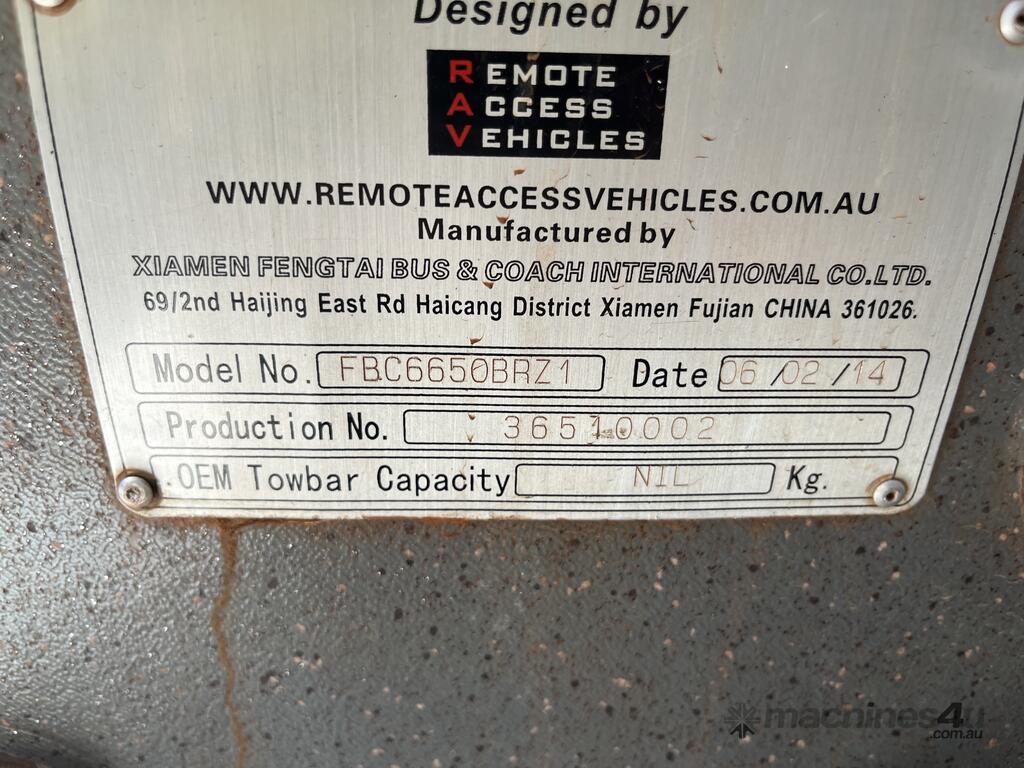 Designed by
REMOTE
ACCESS
VEHICLES
WWW.REMOTEACCESSVEHICLES.COM.AU
Manufactured by
XIAMEN FENGTAI BUS & COACH INTERNATIONAL CO.LTD.
69/2nd Haijing East Rd Haicang District Xiamen Fujian CHINA 361026.
Model No. FBC6650BRZ1 Date 06/02/14
Production No. 36510002
OEM Towbar Capacity NIL Kg.
machines4u
.com.au